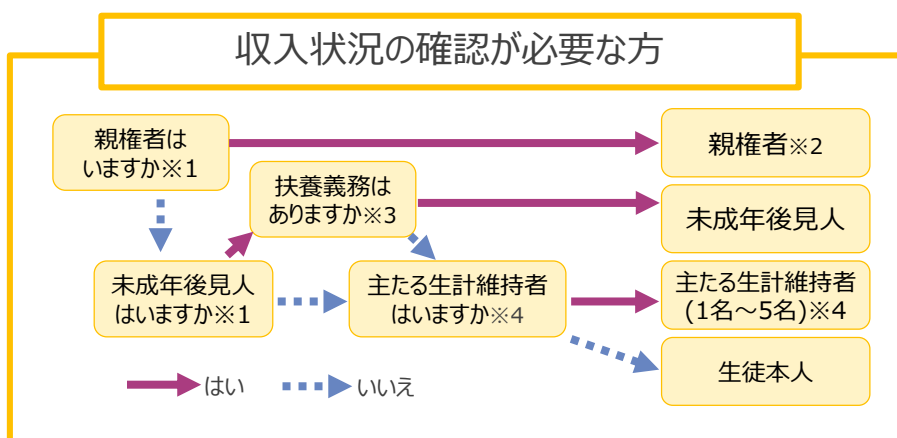 収入状況の確認が必要な方
親権者は
いますか※1
親権者※2
扶養義務は
ありますか※3
未成年後見人
未成年後見人
はいますか※1
主たる生計維持者
はいますか※4
主たる生計維持者
(1名～5名)※4
生徒本人
はい
いいえ